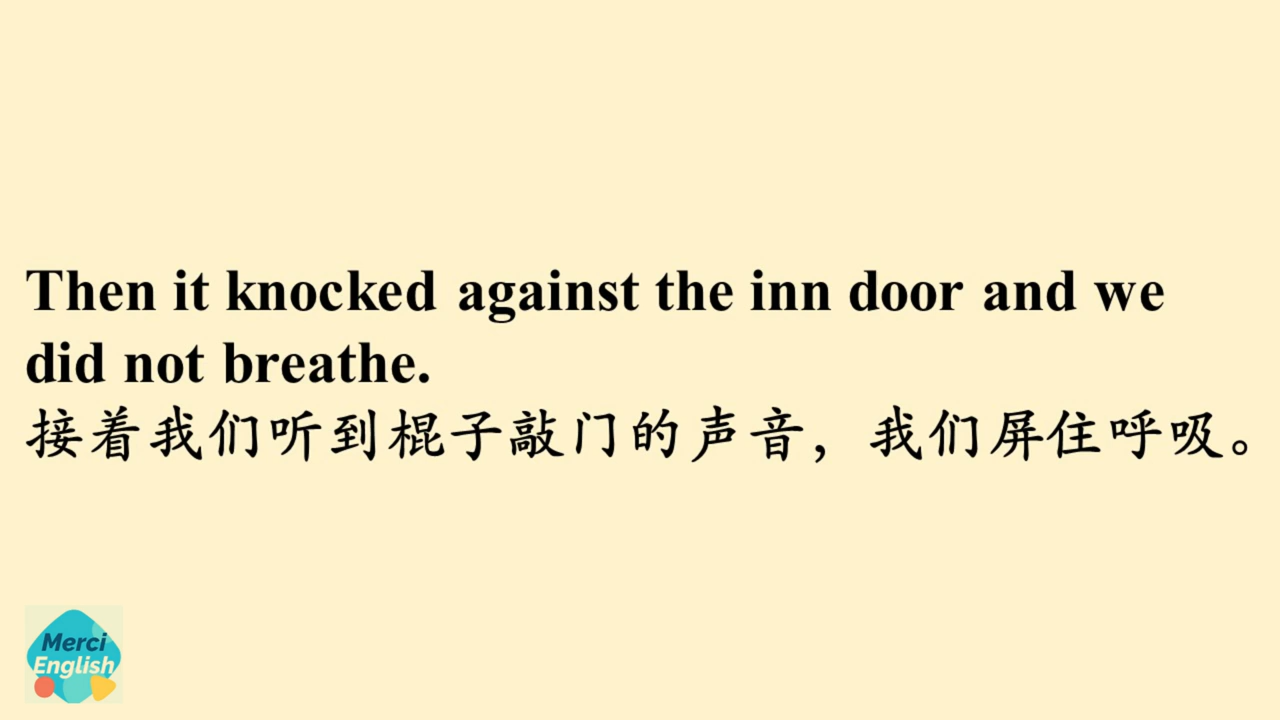 Then it knocked against the inn door and we
did not breathe.
接着我们听到棍子敲门的声音，我们屏住呼吸。
Merci
English